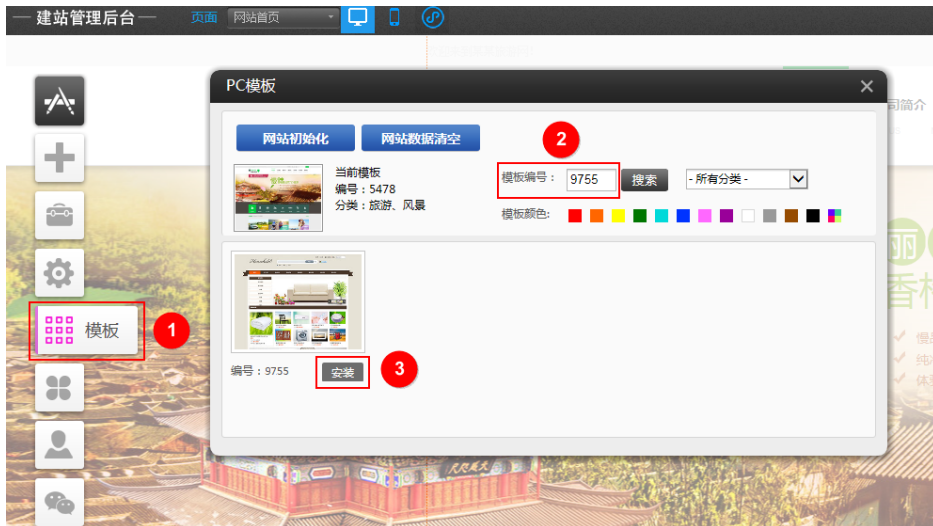 建站管理后台
页面 网站首页
PC模板
司简介
网站初始化 网站数据清空
2
当前模板
编号：5478
分类：旅游、风景
模板编号： 9755 搜索 - 所有分类 -
模板颜色:
丽
香
模板 1
编号：9755 安装 3